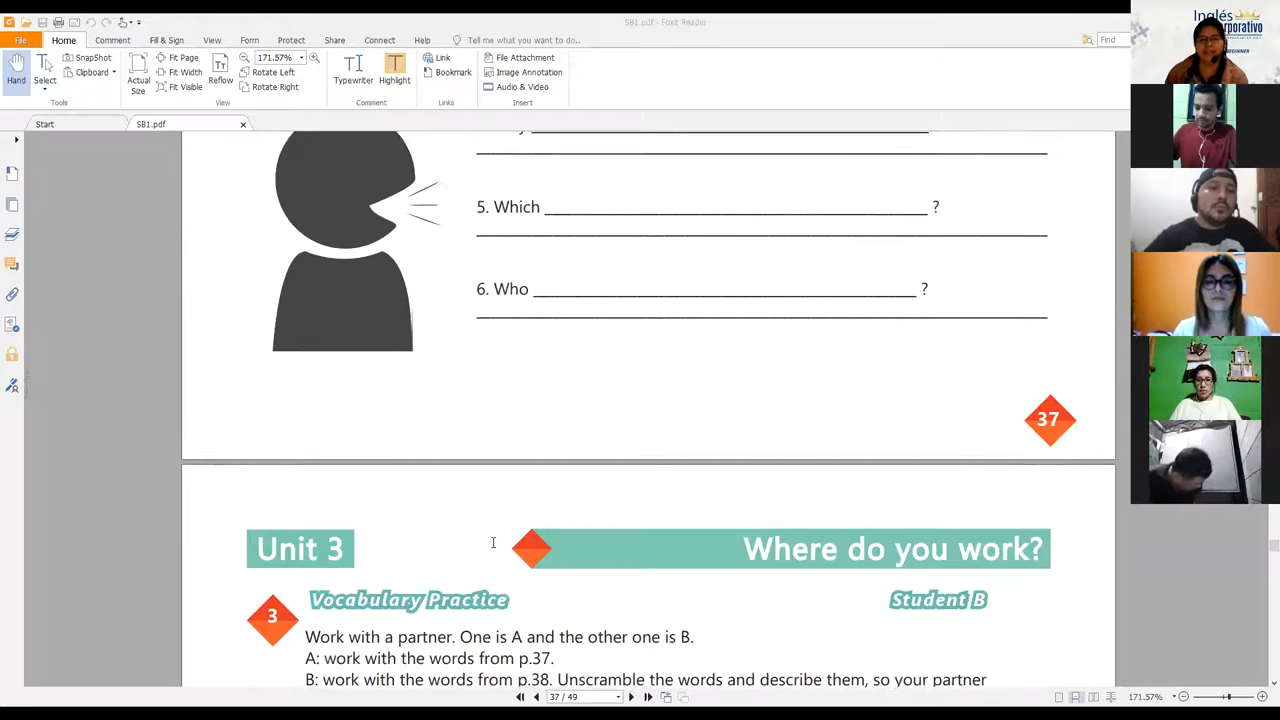 SB1.pdf - Foxit Reader
File Home Comment Fill & Sign View Form Protect Share Connect Help Tell me what you want to do.. Find
Hand
Select
SnapShot
Clipboard
Tools
Actual Size
Fit Page
Fit Width
Fit Visible
Reflow
171.57%
Rotate Left
Rotate Right
View
Typewriter
Highlight
Comment
Link
Bookmark
Links
File Attachment
Image Annotation
Audio & Video
Insert
Start SB1.pdf
5. Which ?
6. Who ?
37
Unit 3 Where do you work?
3 Vocabulary Practice Student B
Work with a partner. One is A and the other one is B.
A: work with the words from p.37.
B: work with the words from p.38. Unscramble the words and describe them, so your partner
37 / 49 171.57%
Inglés